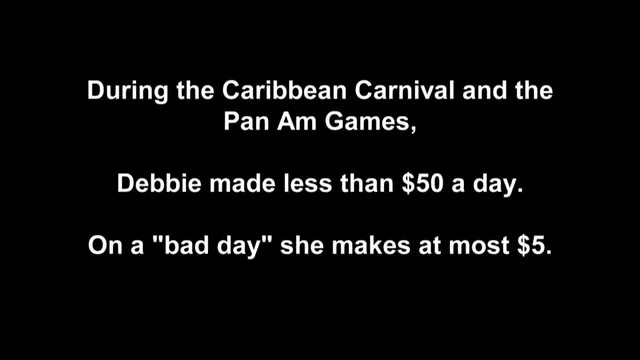 During the Caribbean Carnival and the
Pan Am Games,
Debbie made less than $50 a day.
On a "bad day" she makes at most $5.